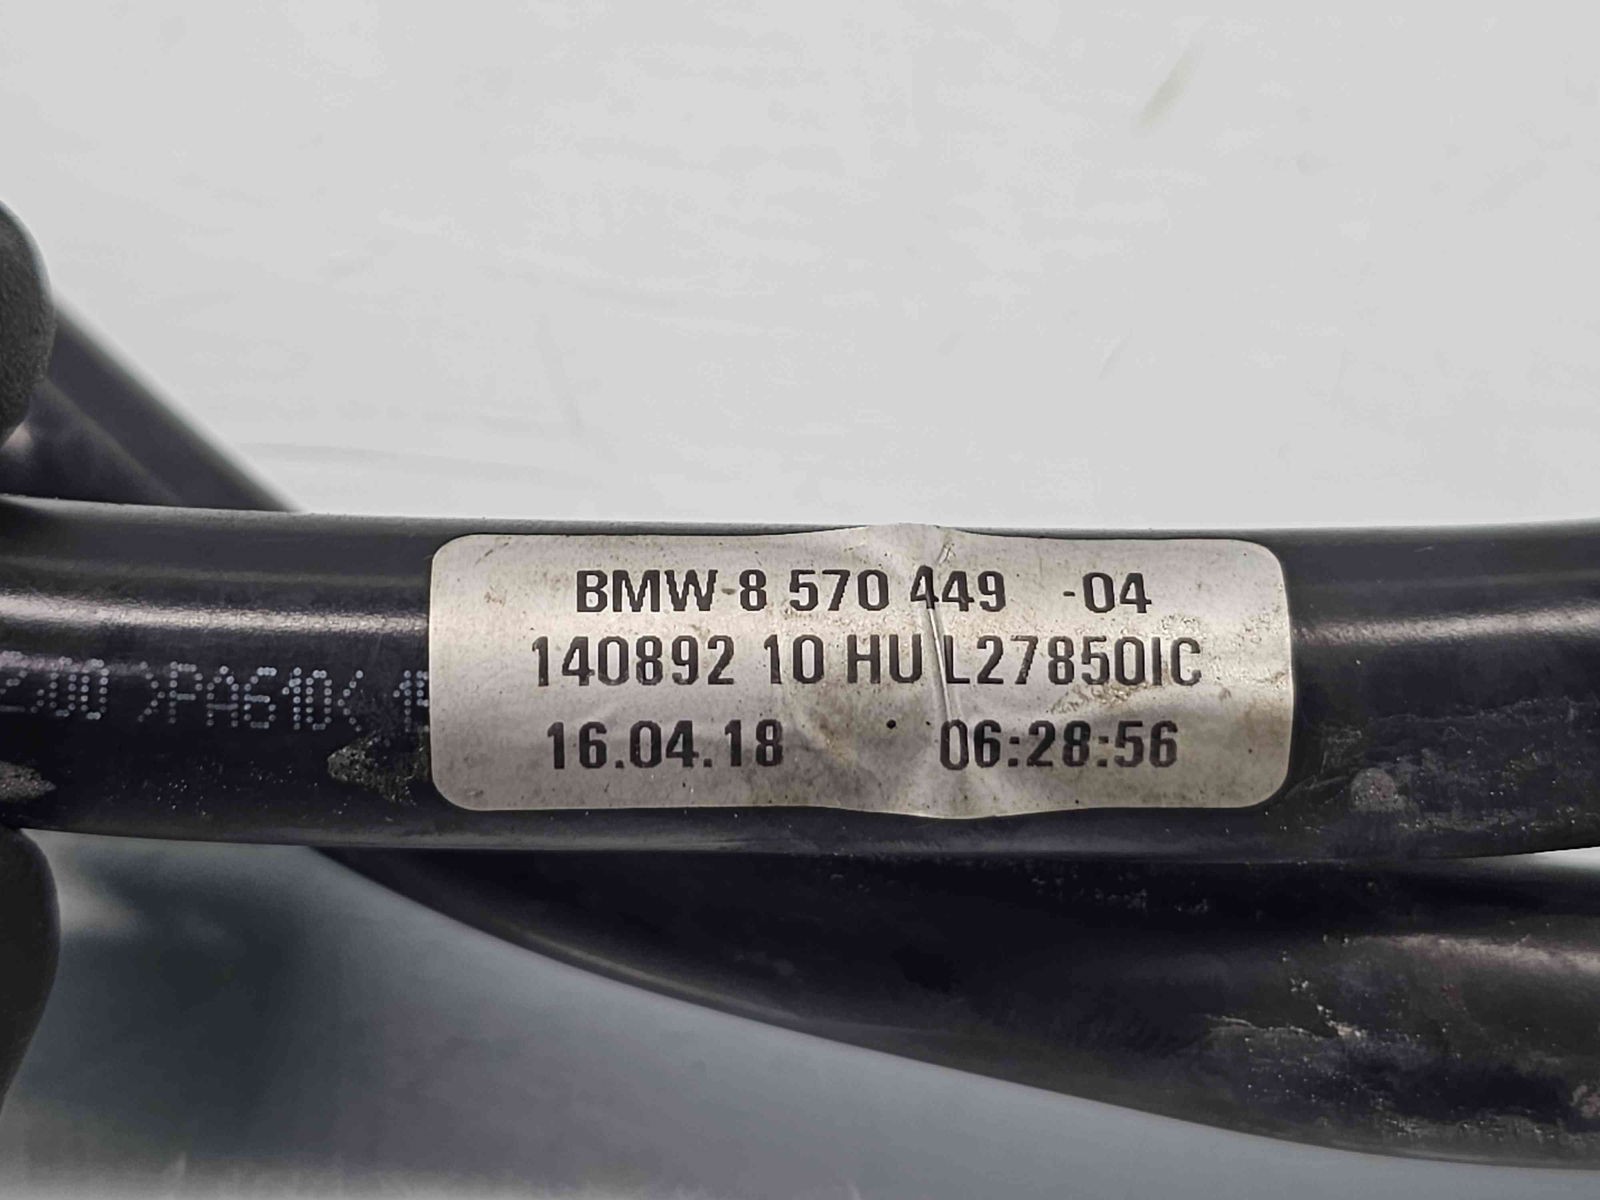 BMW 8 570 449 -04
140892 10 HU L27850IC
16.04.18 06:28:56
>PA610<